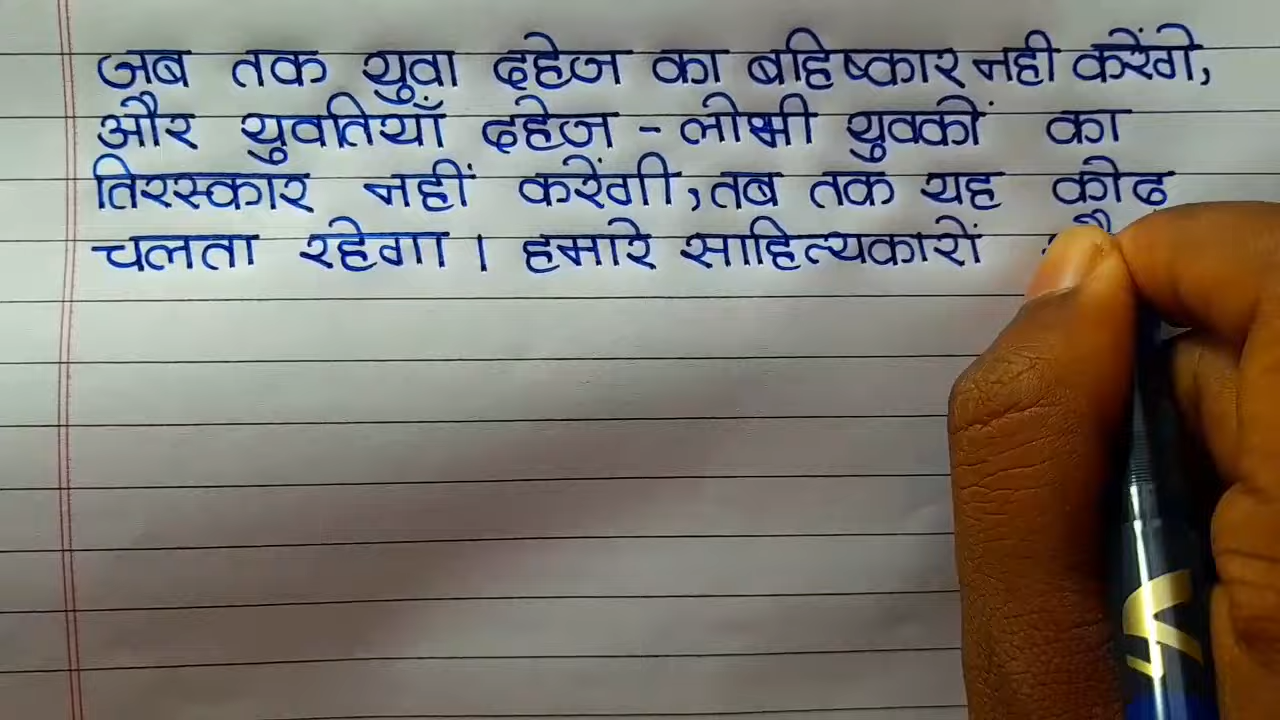 जब तक युवा दहेज का बहिष्कार नही करेंगे,
और युवतियाँ दहेज - लोभी युवकों का
तिरस्कार नहीं करेंगी, तब तक यह कोढ
चलता रहेगा। हमारे साहित्यकारों